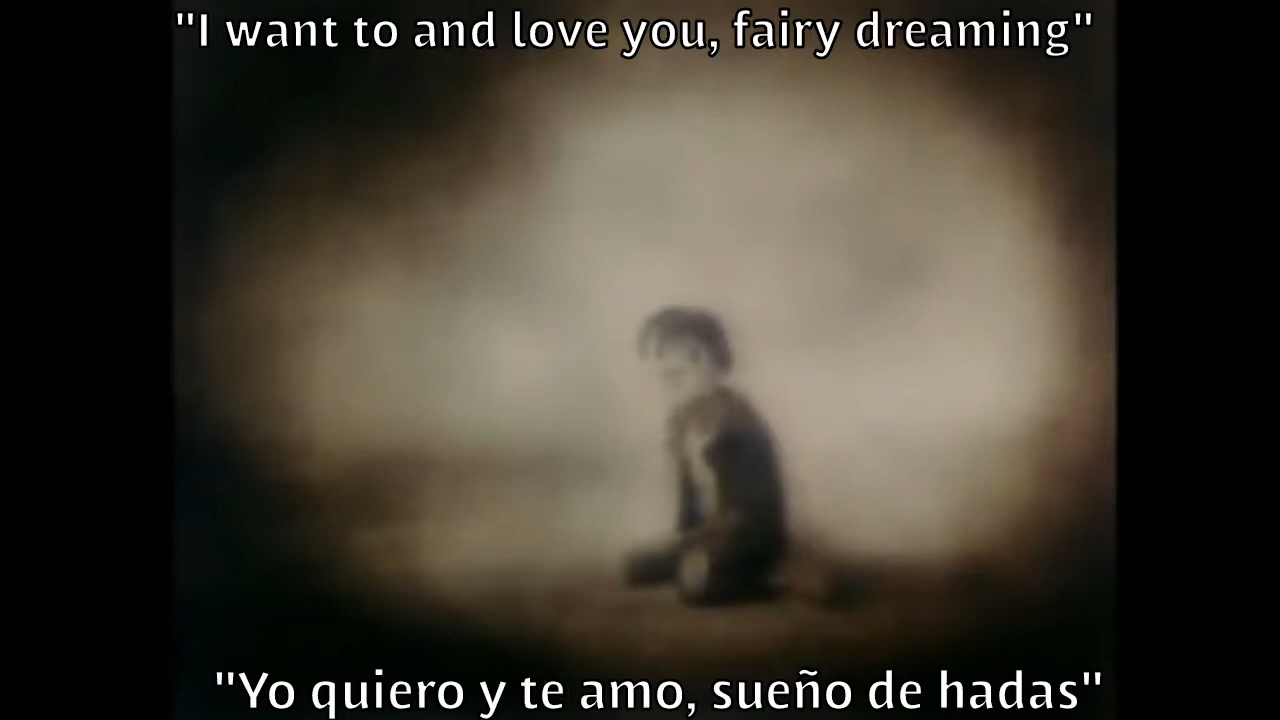 "I want to and love you, fairy dreaming"
"Yo quiero y te amo, sueño de hadas"